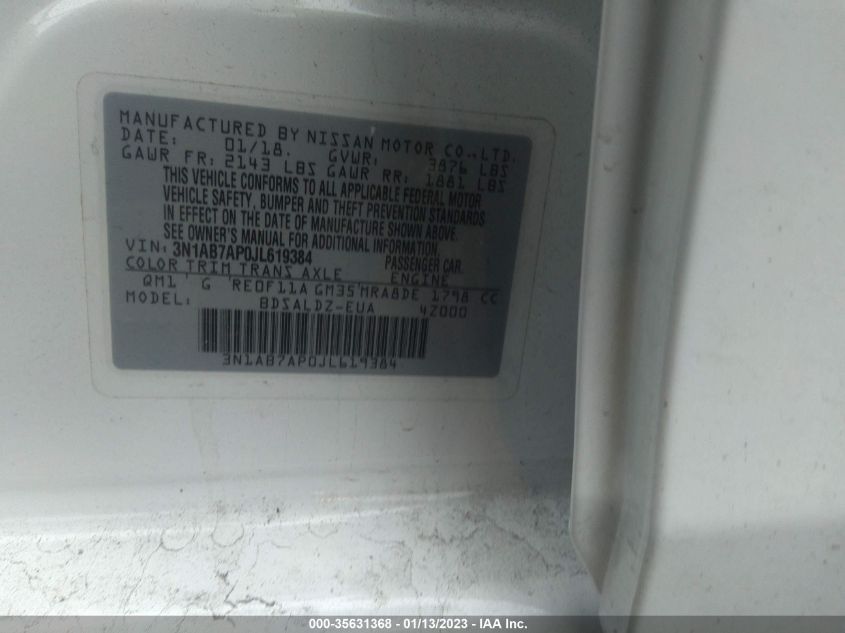 MANUFACTURED BY NISSAN MOTOR CO.,LTD.
DATE: 01/18. GVWR: 3876 LBS
GAWR FR: 2143 LBS GAWR RR: 1881 LBS
THIS VEHICLE CONFORMS TO ALL APPLICABLE FEDERAL MOTOR
VEHICLE SAFETY, BUMPER AND THEFT PREVENTION STANDARDS
IN EFFECT ON THE DATE OF MANUFACTURE SHOWN ABOVE.
SEE OWNER'S MANUAL FOR ADDITIONAL INFORMATION
VIN: 3N1AB7AP0JL619384 PASSENGER CAR.
COLOR TRIM TRANS AXLE ENGINE
QM1 G RE0F11A GM35 MRA8DE 1798 CC
MODEL: BDSALDZ-EUA 4Z000
3N1AB7AP0JL619384
000-35631368 - 01/13/2023 - IAA Inc.